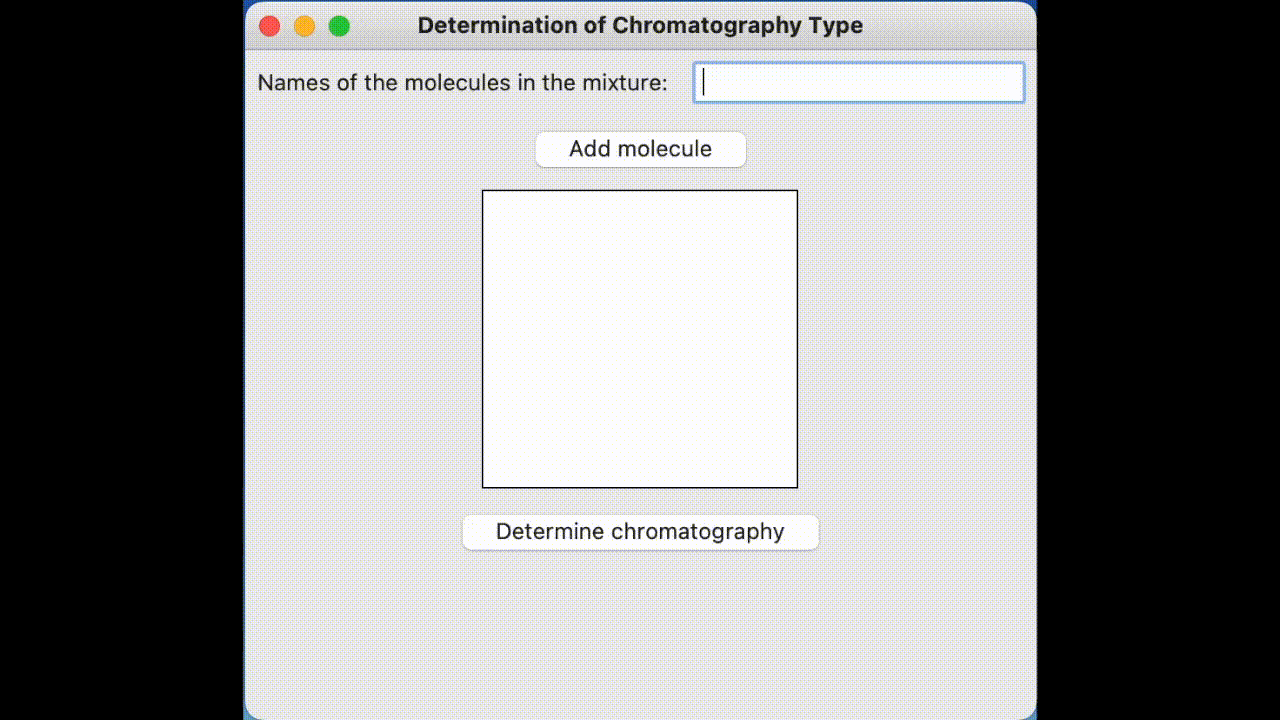 Determination of Chromatography Type
Names of the molecules in the mixture:
Add molecule
Determine chromatography